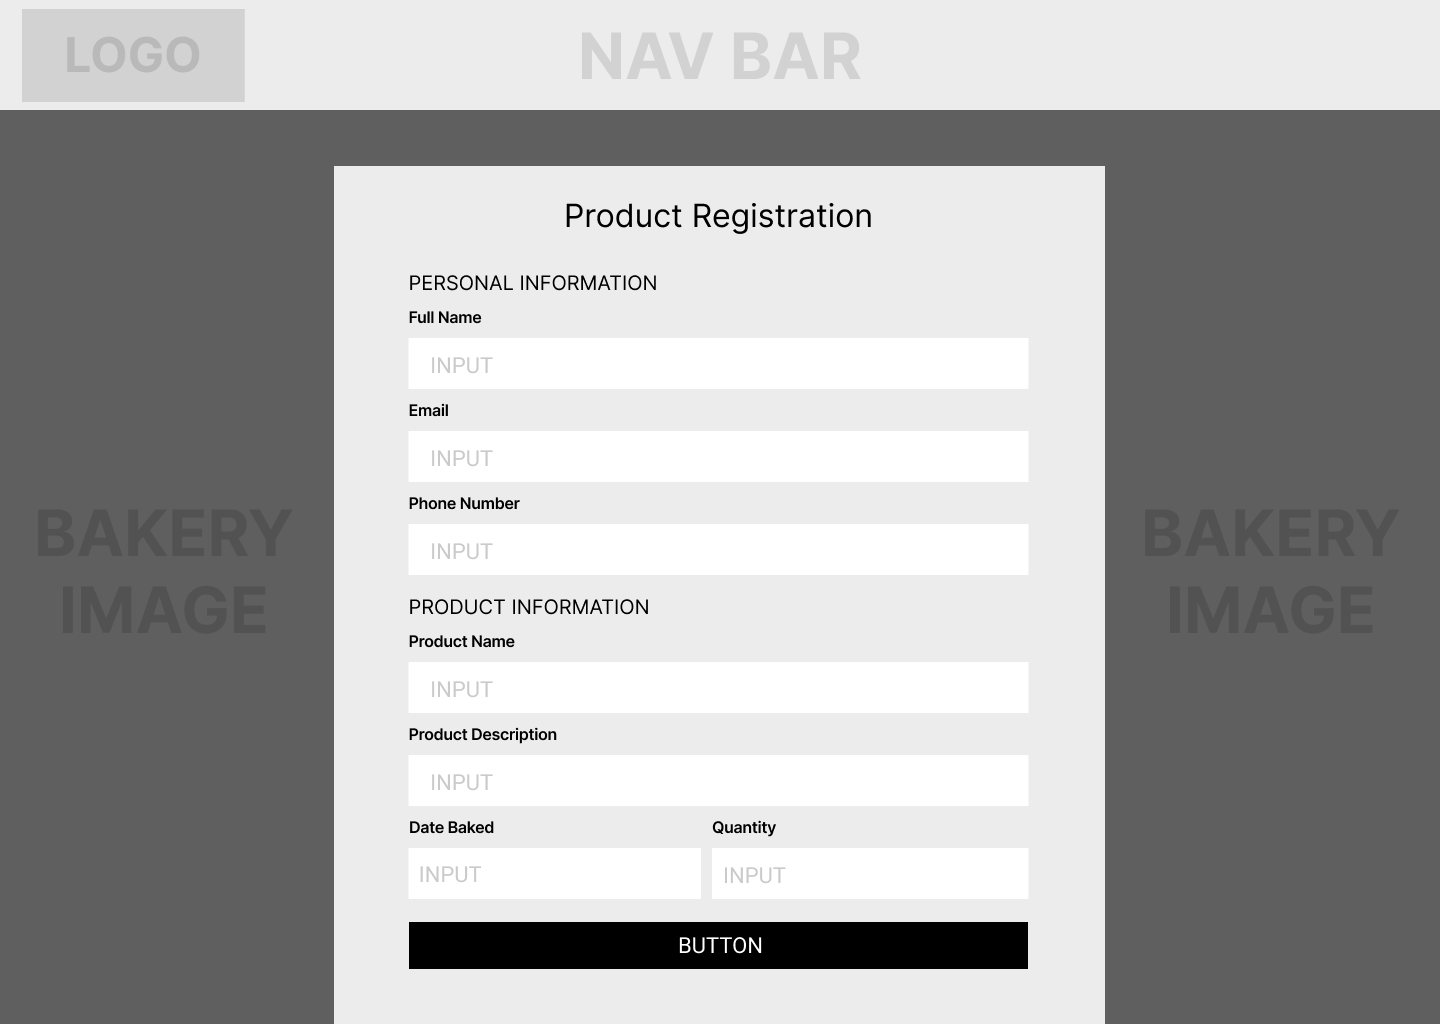 LOGO
NAV BAR
Product Registration
PERSONAL INFORMATION
Full Name
INPUT
Email
INPUT
Phone Number
INPUT
PRODUCT INFORMATION
Product Name
INPUT
Product Description
INPUT
Date Baked
Quantity
INPUT
INPUT
BUTTON
BAKERY
IMAGE
BAKERY
IMAGE